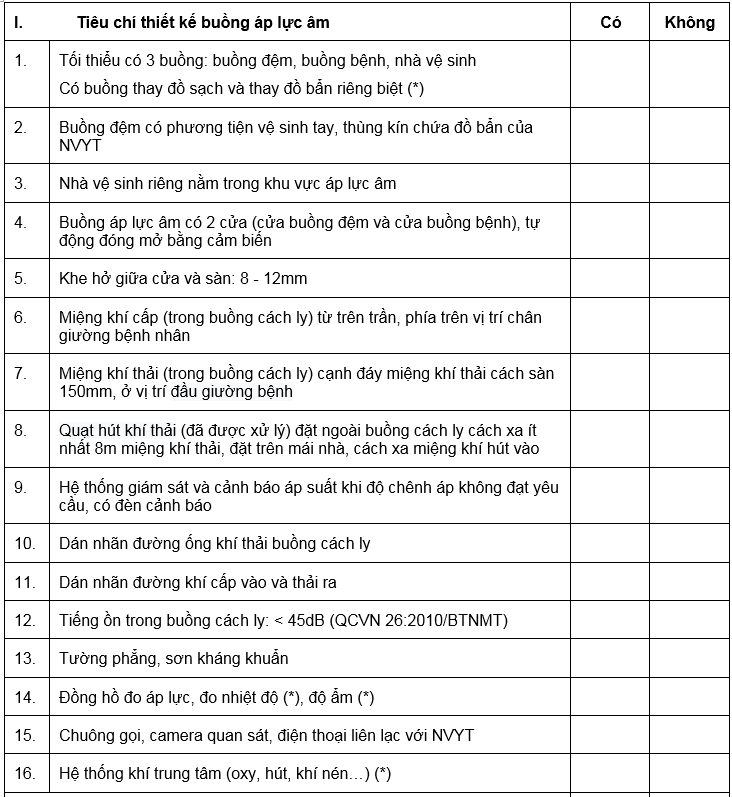 I. Tiêu chí thiết kế buồng áp lực âm Có Không
1. Tối thiểu có 3 buồng: buồng đệm, buồng bệnh, nhà vệ sinh
Có buồng thay đồ sạch và thay đồ bẩn riêng biệt (*)
2. Buồng đệm có phương tiện vệ sinh tay, thùng kín chứa đồ bẩn của
NVYT
3. Nhà vệ sinh riêng nằm trong khu vực áp lực âm
4. Buồng áp lực âm có 2 cửa (cửa buồng đệm và cửa buồng bệnh), tự
động đóng mở bằng cảm biến
5. Khe hở giữa cửa và sàn: 8 - 12mm
6. Miệng khí cấp (trong buồng cách ly) từ trên trần, phía trên vị trí chân
giường bệnh nhân
7. Miệng khí thải (trong buồng cách ly) cạnh đáy miệng khí thải cách sàn
150mm, ở vị trí đầu giường bệnh
8. Quạt hút khí thải (đã được xử lý) đặt ngoài buồng cách ly cách xa ít
nhất 8m miệng khí thải, đặt trên mái nhà, cách xa miệng khí hút vào
9. Hệ thống giám sát và cảnh báo áp suất khi độ chênh áp không đạt yêu
cầu, có đèn cảnh báo
10. Dán nhãn đường ống khí thải buồng cách ly
11. Dán nhãn đường khí cấp vào và thải ra
12. Tiếng ồn trong buồng cách ly: < 45dB (QCVN 26:2010/BTNMT)
13. Tường phẳng, sơn kháng khuẩn
14. Đồng hồ đo áp lực, đo nhiệt độ (*), độ ẩm (*)
15. Chuông gọi, camera quan sát, điện thoại liên lạc với NVYT
16. Hệ thống khí trung tâm (oxy, hút, khí nén…) (*)